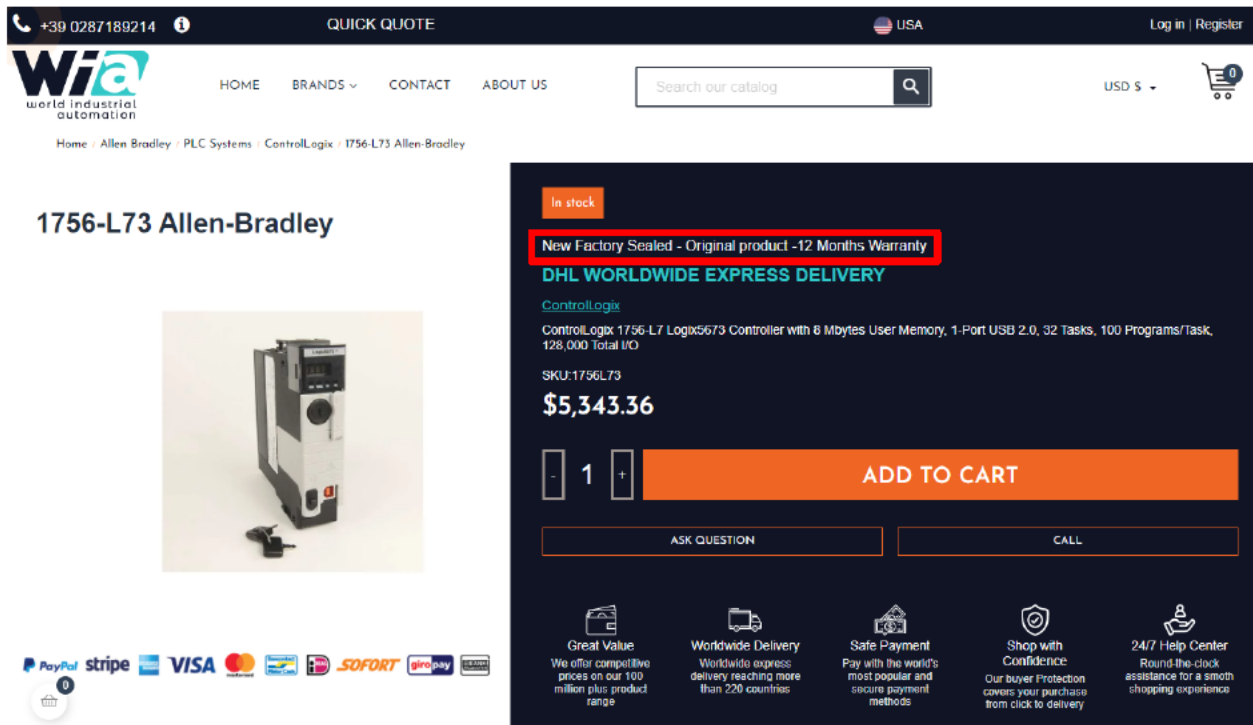 +39 0287189214
QUICK QUOTE
USA
Log in | Register
Wia
world industrial
automation
HOME
BRANDS
CONTACT
ABOUT US
Search our catalog
USD $
0
Home / Allen Bradley / PLC Systems / ControlLogix / 1756-L73 Allen-Bradley
1756-L73 Allen-Bradley
In stock
New Factory Sealed - Original product -12 Months Warranty
DHL WORLDWIDE EXPRESS DELIVERY
ControlLogix
ControlLogix 1756-L7 Logix5673 Controller with 8 Mbytes User Memory, 1-Port USB 2.0, 32 Tasks, 100 Programs/Task,
128,000 Total I/O
SKU:1756L73
$5,343.36
- 1 +
ADD TO CART
ASK QUESTION
CALL
Great Value
We offer competitive
prices on our 100
million plus product
range
Worldwide Delivery
Worldwide express
delivery reaching more
than 220 countries
Safe Payment
Pay with the world's
most popular and
secure payment
methods
Shop with
Confidence
Our buyer Protection
covers your purchase
from click to delivery
24/7 Help Center
Round-the-clock
assistance for a smoth
shopping experience
PayPal stripe VISA SOFORT giropay
0